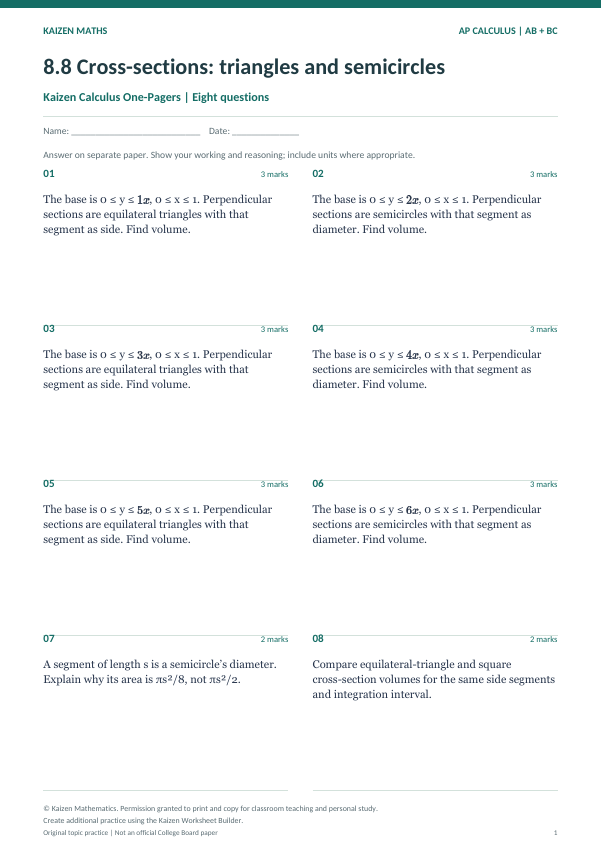 KAIZEN MATHS
AP CALCULUS | AB + BC
8.8 Cross-sections: triangles and semicircles
Kaizen Calculus One-Pagers | Eight questions
Name: ____________________________ Date: ______________
Answer on separate paper. Show your working and reasoning; include units where appropriate.
01
3 marks
The base is 0 ≤ y ≤ 1x, 0 ≤ x ≤ 1. Perpendicular
sections are equilateral triangles with that
segment as side. Find volume.
02
3 marks
The base is 0 ≤ y ≤ 2x, 0 ≤ x ≤ 1. Perpendicular
sections are semicircles with that segment as
diameter. Find volume.
03
3 marks
The base is 0 ≤ y ≤ 3x, 0 ≤ x ≤ 1. Perpendicular
sections are equilateral triangles with that
segment as side. Find volume.
04
3 marks
The base is 0 ≤ y ≤ 4x, 0 ≤ x ≤ 1. Perpendicular
sections are semicircles with that segment as
diameter. Find volume.
05
3 marks
The base is 0 ≤ y ≤ 5x, 0 ≤ x ≤ 1. Perpendicular
sections are equilateral triangles with that
segment as side. Find volume.
06
3 marks
The base is 0 ≤ y ≤ 6x, 0 ≤ x ≤ 1. Perpendicular
sections are semicircles with that segment as
diameter. Find volume.
07
2 marks
A segment of length s is a semicircle’s diameter.
Explain why its area is πs²/8, not πs²/2.
08
2 marks
Compare equilateral-triangle and square
cross-section volumes for the same side segments
and integration interval.
© Kaizen Mathematics. Permission granted to print and copy for classroom teaching and personal study.
Create additional practice using the Kaizen Worksheet Builder.
Original topic practice | Not an official College Board paper
1